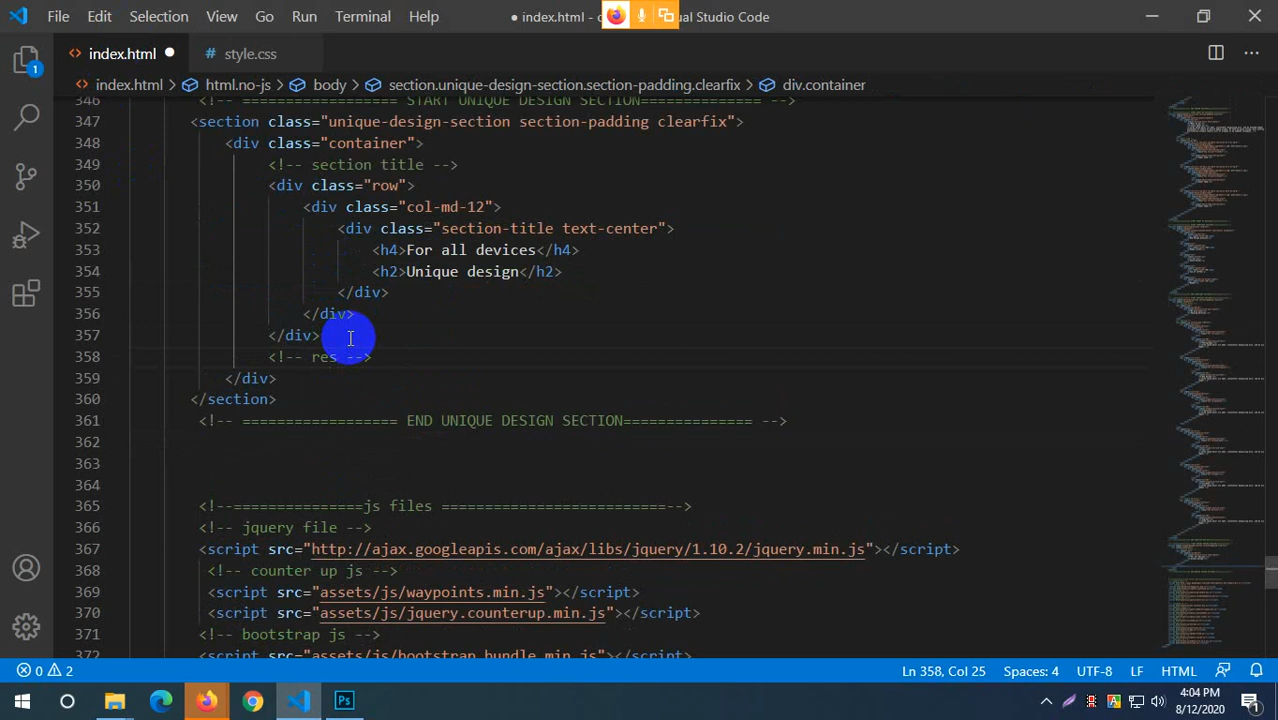 File Edit Selection View Go Run Terminal Help ● index.html - Visual Studio Code
index.html ● # style.css
index.html > html.no-js > body > section.unique-design-section.section-padding.clearfix > div.container
346 <!-- ================== START UNIQUE DESIGN SECTION============== -->
347 <section class="unique-design-section section-padding clearfix">
348 <div class="container">
349 <!-- section title -->
350 <div class="row">
351 <div class="col-md-12">
352 <div class="section-title text-center">
353 <h4>For all devices</h4>
354 <h2>Unique design</h2>
355 </div>
356 </div>
357 </div>
358 <!-- res -->
359 </div>
360 </section>
361 <!-- ================== END UNIQUE DESIGN SECTION=============== -->
362
363
364
365 <!--===============js files ==========================-->
366 <!-- jquery file -->
367 <script src="http://ajax.googleapis.com/ajax/libs/jquery/1.10.2/jquery.min.js"></script>
368 <!-- counter up js -->
369 <script src="assets/js/waypoints.min.js"></script>
370 <script src="assets/js/jquery.counterup.min.js"></script>
371 <!-- bootstrap js -->
372 <script src="assets/js/bootstrap.bundle.min.js"></script>
0 2 Ln 358, Col 25 Spaces: 4 UTF-8 LF HTML
4:04 PM
8/12/2020